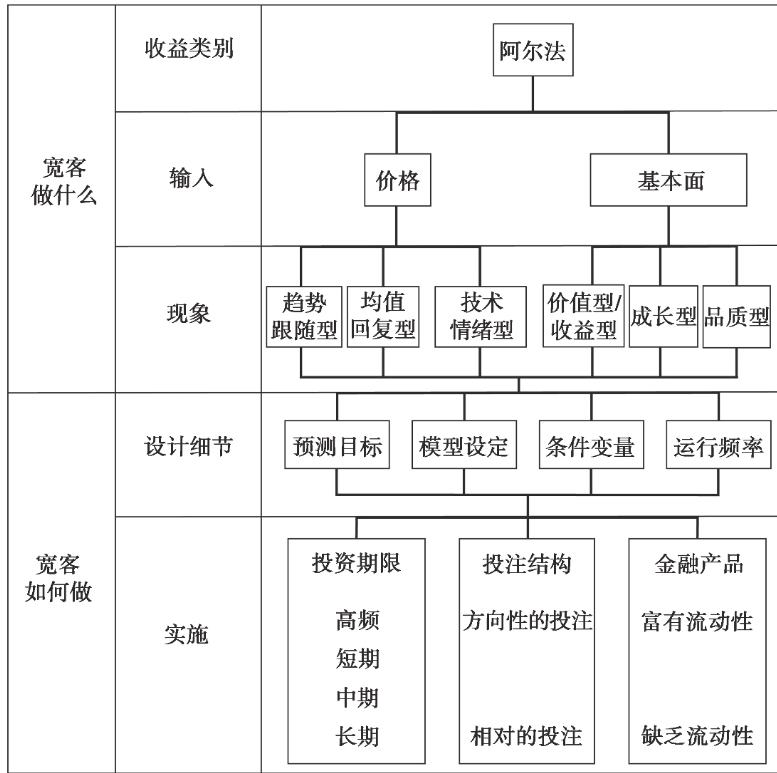 收益类别
阿尔法
宽客
做什么
输入
价格
基本面
现象
趋势
跟随型
均值
回复型
技术
情绪型
价值型/
收益型
成长型
品质型
宽客
如何做
设计细节
预测目标
模型设定
条件变量
运行频率
实施
投资期限
高频
短期
中期
长期
投注结构
方向性的投注
相对的投注
金融产品
富有流动性
缺乏流动性